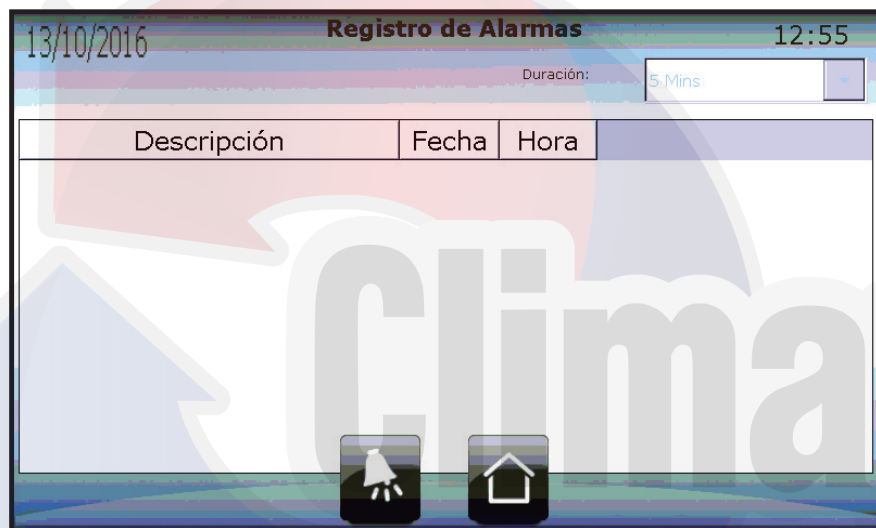 13/10/2016 Registro de Alarmas 12:55
Duración: 5 Mins
Descripción Fecha Hora
Clima